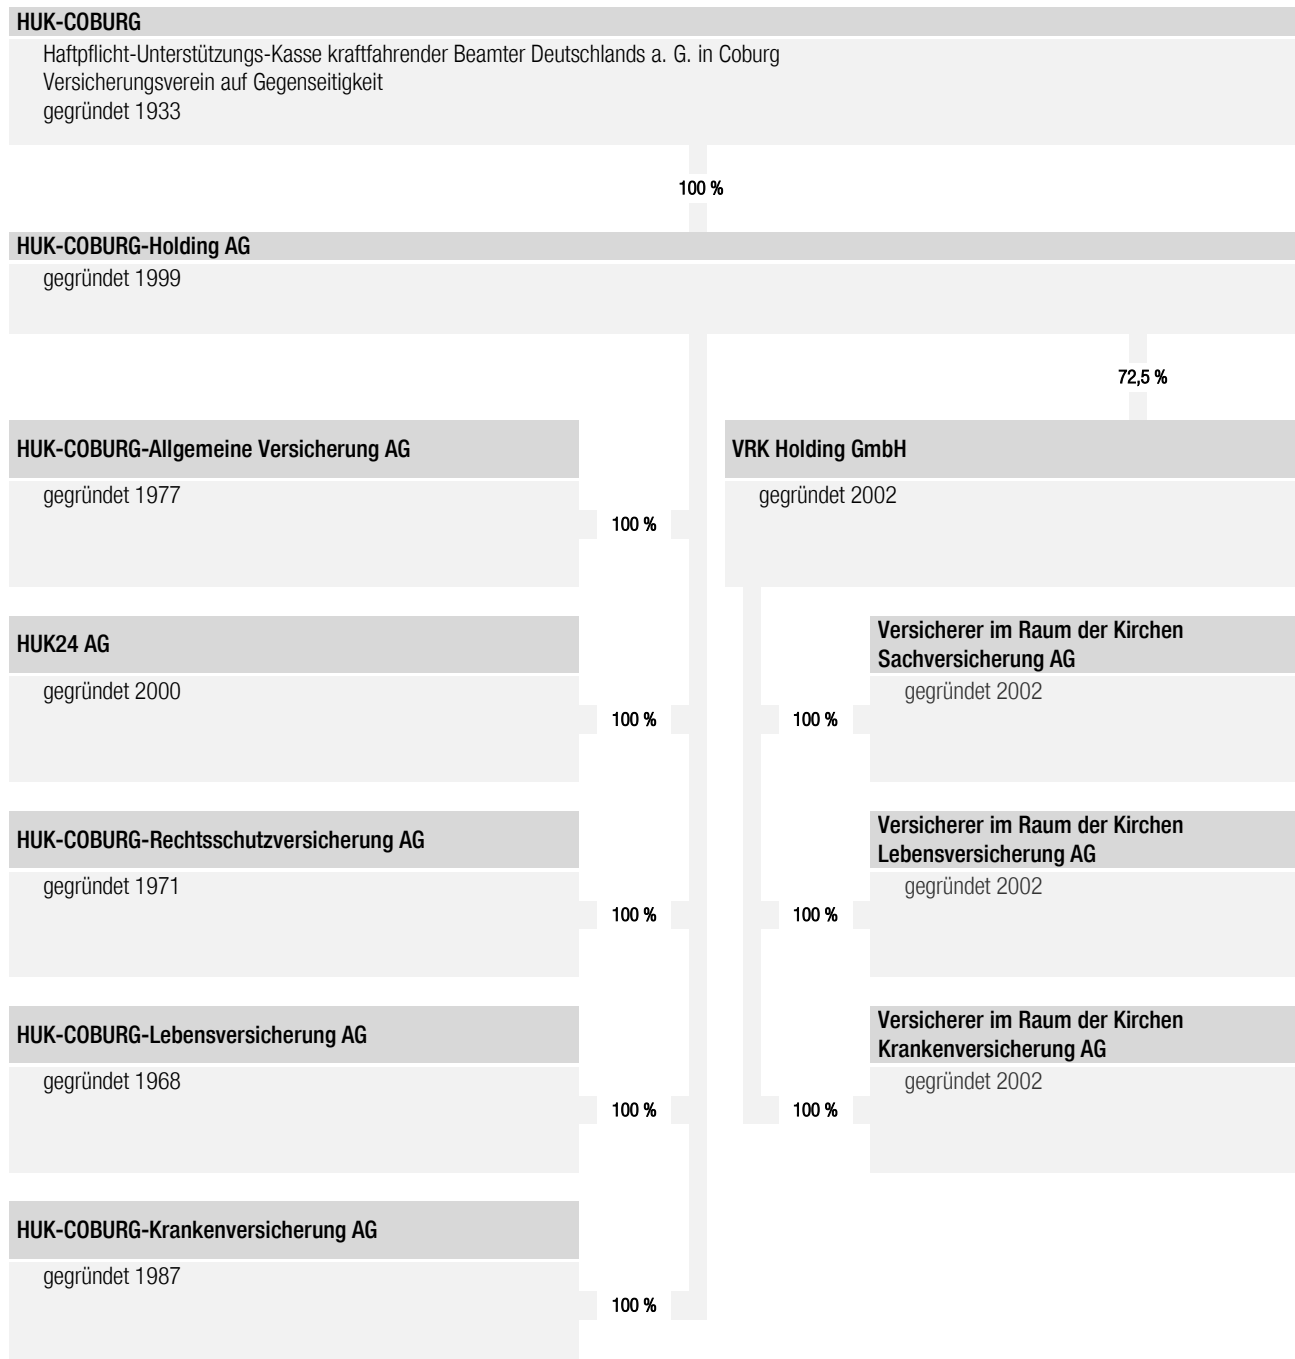 HUK-COBURG
Haftpflicht-Unterstützungs-Kasse kraftfahrender Beamter Deutschlands a. G. in Coburg
Versicherungsverein auf Gegenseitigkeit
gegründet 1933
100 %
HUK-COBURG-Holding AG
gegründet 1999
72,5 %
HUK-COBURG-Allgemeine Versicherung AG
gegründet 1977
100 %
VRK Holding GmbH
gegründet 2002
HUK24 AG
gegründet 2000
100 %
Versicherer im Raum der Kirchen
Sachversicherung AG
gegründet 2002
100 %
HUK-COBURG-Rechtsschutzversicherung AG
gegründet 1971
100 %
Versicherer im Raum der Kirchen
Lebensversicherung AG
gegründet 2002
100 %
HUK-COBURG-Lebensversicherung AG
gegründet 1968
100 %
Versicherer im Raum der Kirchen
Krankenversicherung AG
gegründet 2002
100 %
HUK-COBURG-Krankenversicherung AG
gegründet 1987
100 %